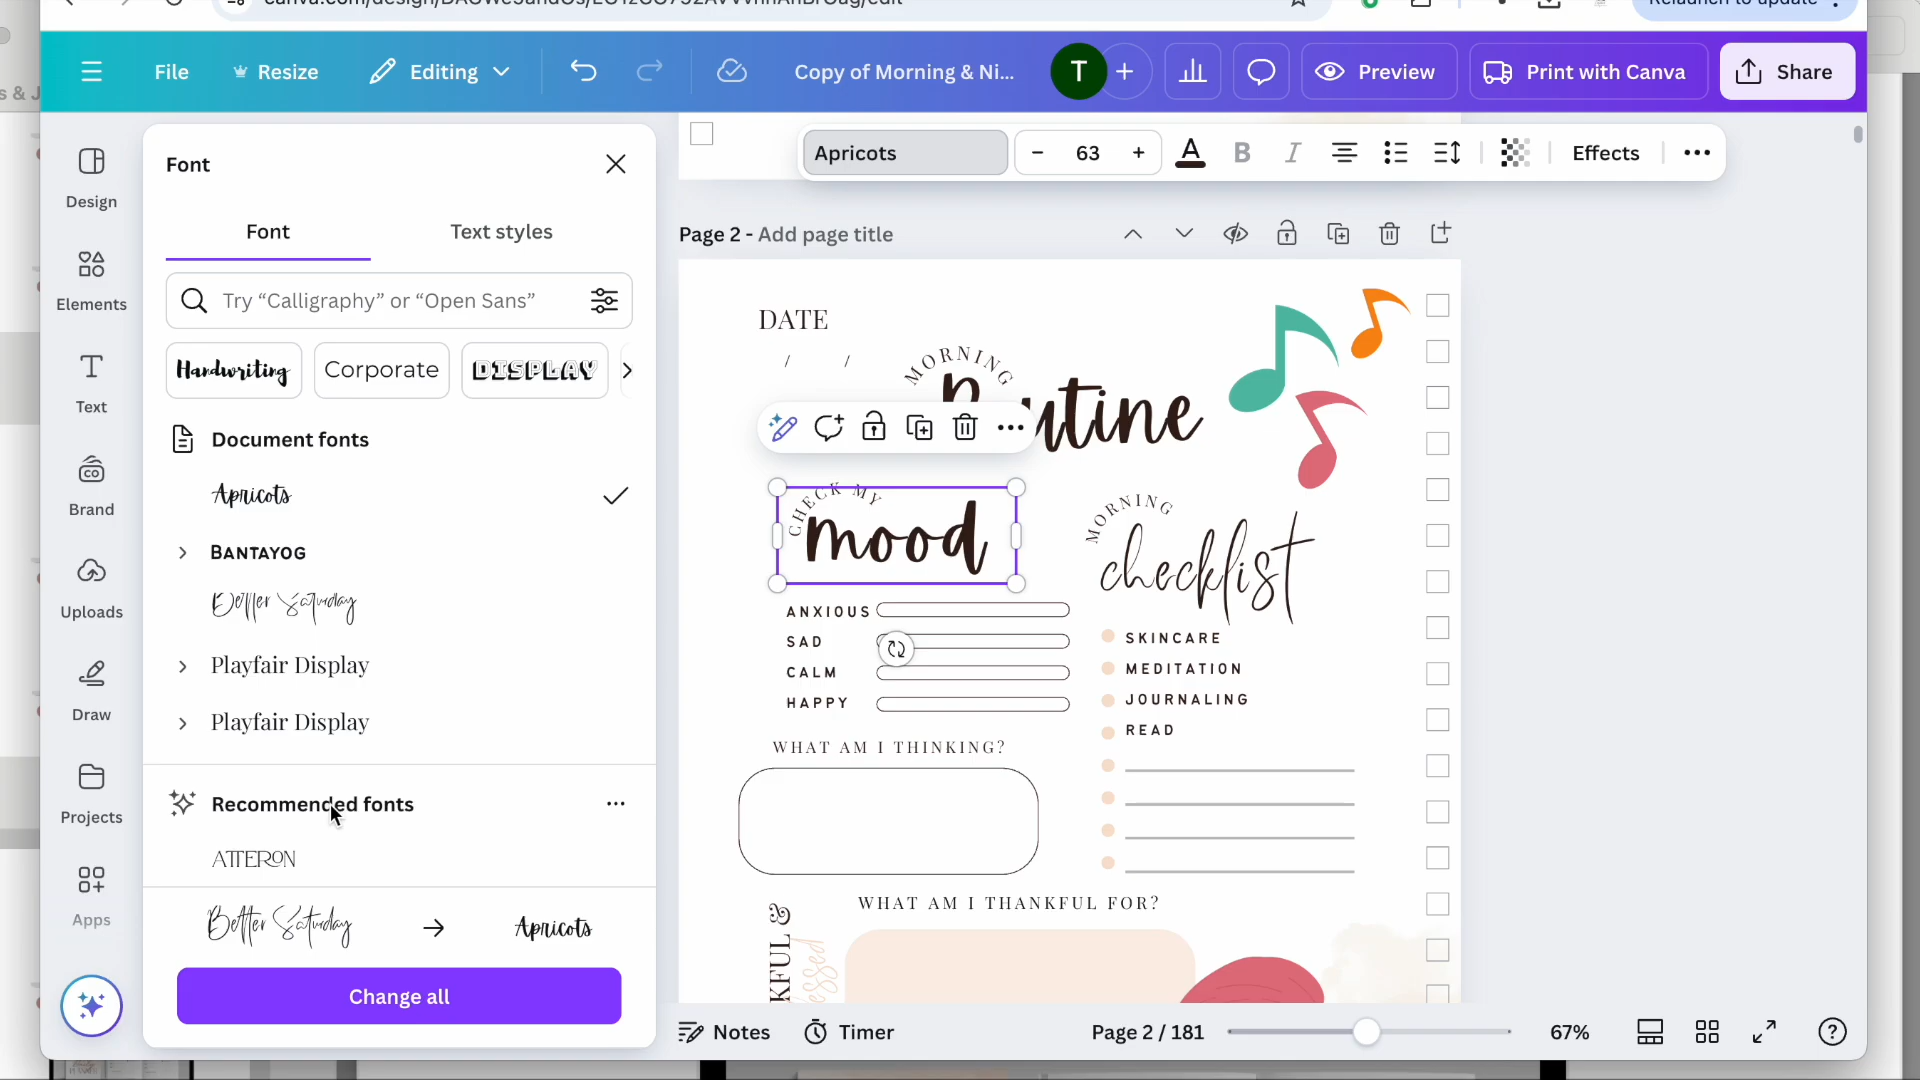 File
Resize
Editing
Copy of Morning & Ni...
T
Preview
Print with Canva
Share
Design
Elements
Text
Brand
Uploads
Draw
Projects
Apps
Font
Font
Text styles
Try “Calligraphy” or “Open Sans”
Handwriting
Corporate
DISPLAY
Document fonts
Apricots
BANTAYOG
Better Saturday
Playfair Display
Playfair Display
Recommended fonts
ATTERON
Better Saturday → Apricots
Change all
Apricots
- 63 +
A
B
I
Effects
Page 2 - Add page title
DATE
/ /
MORNING
CHECK MY
mood
MORNING
checklist
ANXIOUS
SAD
CALM
HAPPY
SKINCARE
MEDITATION
JOURNALING
READ
WHAT AM I THINKING?
WHAT AM I THANKFUL FOR?
Notes
Timer
Page 2 / 181
67%